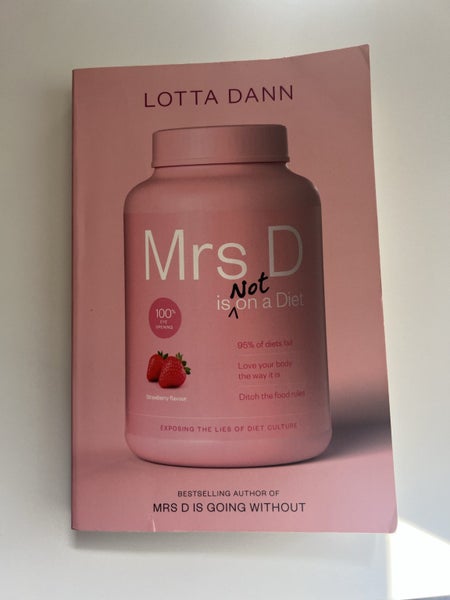 LOTTA DANN
Mrs D
Not
is ^ on a Diet
100%
EYE
OPENING
95% of diets fail
Love your body
the way it is
Ditch the food rules
Strawberry flavour
EXPOSING THE LIES OF DIET CULTURE
BESTSELLING AUTHOR OF
MRS D IS GOING WITHOUT